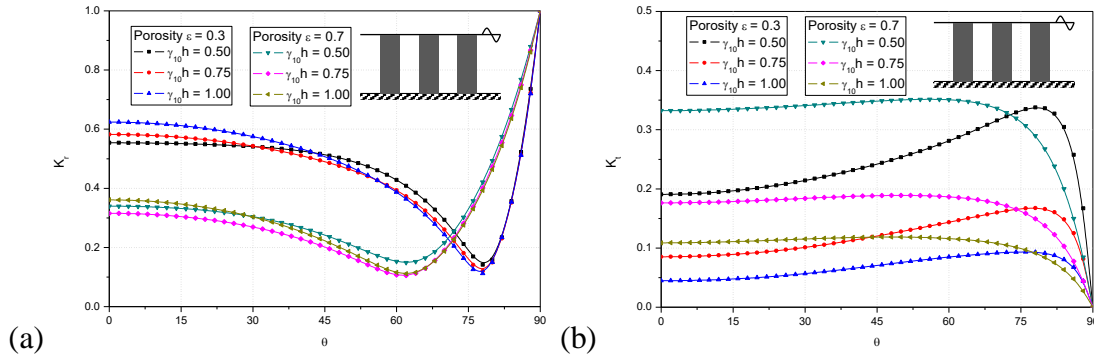 Porosity ε = 0.3
γ₁₀h = 0.50
γ₁₀h = 0.75
γ₁₀h = 1.00
Porosity ε = 0.7
γ₁₀h = 0.50
γ₁₀h = 0.75
γ₁₀h = 1.00
1.0
0.8
0.6
0.4
0.2
0.0
Kᵣ
0 15 30 45 60 75 90
θ
(a)
Porosity ε = 0.3
γ₁₀h = 0.50
γ₁₀h = 0.75
γ₁₀h = 1.00
Porosity ε = 0.7
γ₁₀h = 0.50
γ₁₀h = 0.75
γ₁₀h = 1.00
0.5
0.4
0.3
0.2
0.1
0.0
Kₜ
0 15 30 45 60 75 90
θ
(b)